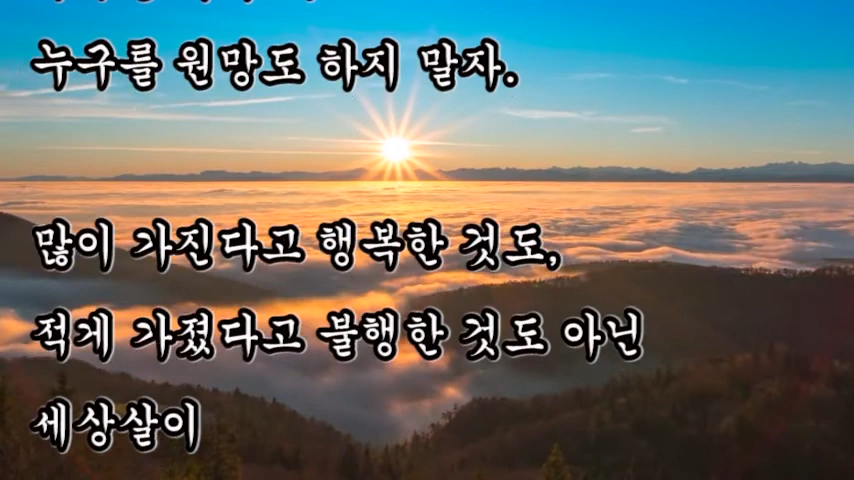 누구를 원망도 하지 말자.
많이 가진다고 행복한 것도,
적게 가졌다고 불행한 것도 아닌
세상살이